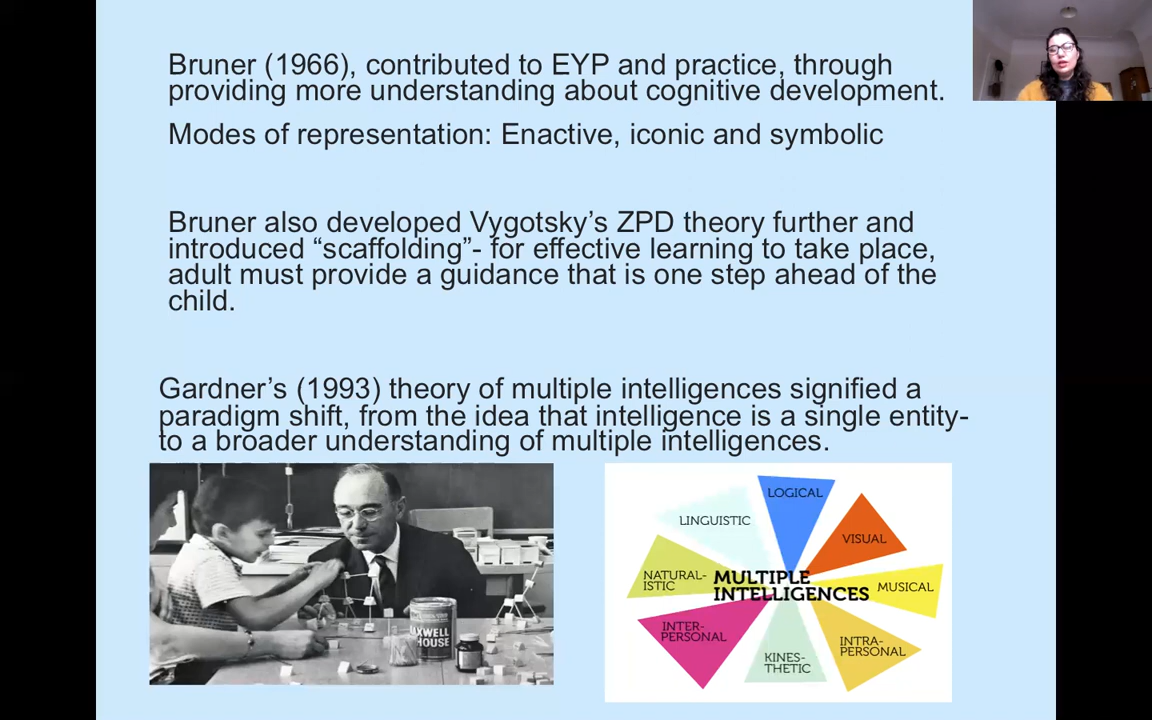 Bruner (1966), contributed to EYP and practice, through
providing more understanding about cognitive development.
Modes of representation: Enactive, iconic and symbolic
Bruner also developed Vygotsky’s ZPD theory further and
introduced “scaffolding”- for effective learning to take place,
adult must provide a guidance that is one step ahead of the
child.
Gardner’s (1993) theory of multiple intelligences signified a
paradigm shift, from the idea that intelligence is a single entity-
to a broader understanding of multiple intelligences.
MAXWELL
HOUSE
LOGICAL
LINGUISTIC
VISUAL
NATURAL-
ISTIC
MULTIPLE
INTELLIGENCES
MUSICAL
INTER-
PERSONAL
INTRA-
PERSONAL
KINES-
THETIC